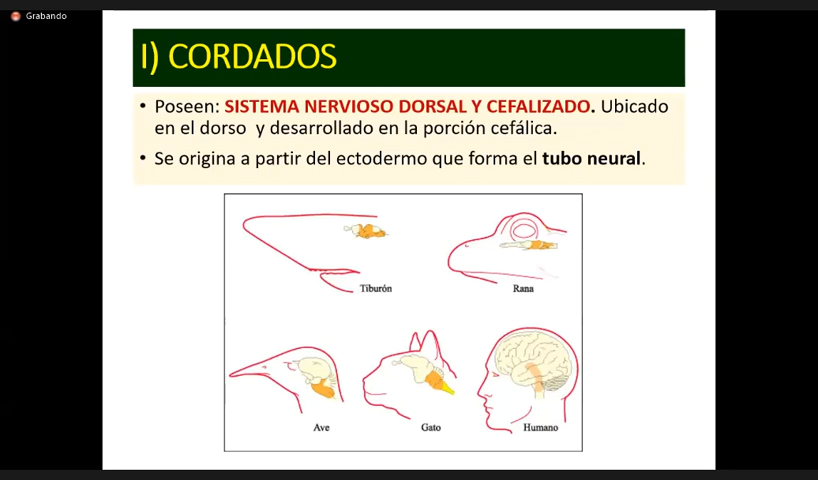 Grabando
I) CORDADOS
• Poseen: SISTEMA NERVIOSO DORSAL Y CEFALIZADO. Ubicado
en el dorso y desarrollado en la porción cefálica.
• Se origina a partir del ectodermo que forma el tubo neural.
Tiburón
Rana
Ave
Gato
Humano